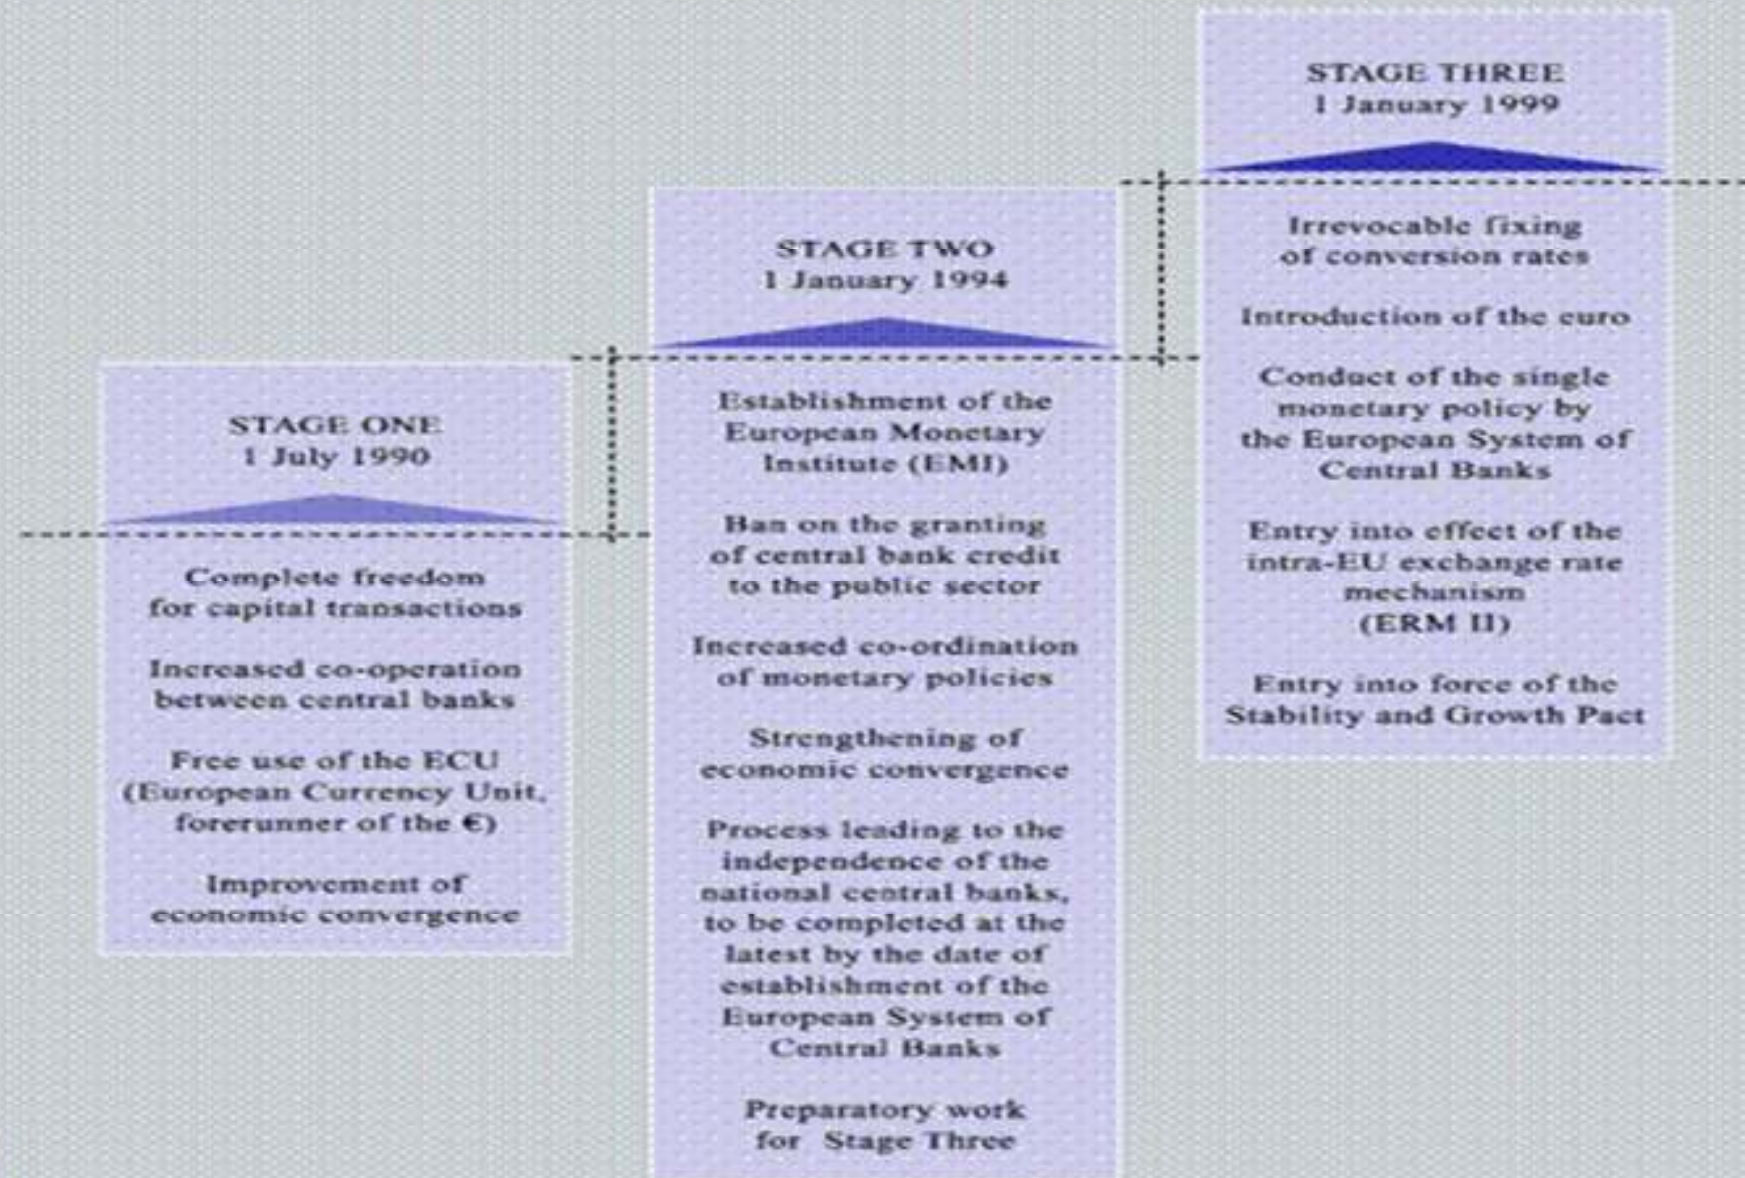 STAGE ONE
1 July 1990
Complete freedom
for capital transactions
Increased co-operation
between central banks
Free use of the ECU
(European Currency Unit,
forerunner of the €)
Improvement of
economic convergence
STAGE TWO
1 January 1994
Establishment of the
European Monetary
Institute (EMI)
Ban on the granting
of central bank credit
to the public sector
Increased co-ordination
of monetary policies
Strengthening of
economic convergence
Process leading to the
independence of the
national central banks,
to be completed at the
latest by the date of
establishment of the
European System of
Central Banks
Preparatory work
for Stage Three
STAGE THREE
1 January 1999
Irrevocable fixing
of conversion rates
Introduction of the euro
Conduct of the single
monetary policy by
the European System of
Central Banks
Entry into effect of the
intra-EU exchange rate
mechanism
(ERM II)
Entry into force of the
Stability and Growth Pact